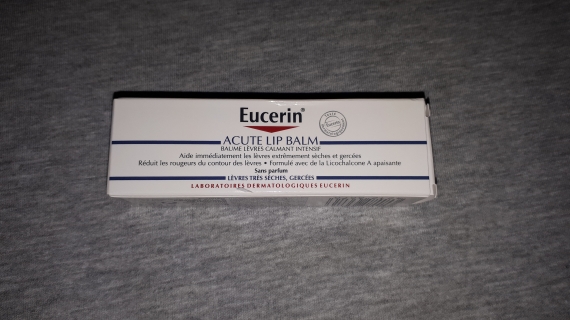 Eucerin®
ACUTE LIP BALM
BAUME LÈVRES CALMANT INTENSIF
Aide immédiatement les lèvres extrêmement sèches et gercées
Réduit les rougeurs du contour des lèvres • Formulé avec de la Licochalcone A apaisante
Sans parfum
LÈVRES TRÈS SÈCHES, GERCÉES
LABORATOIRES DERMATOLOGIQUES EUCERIN